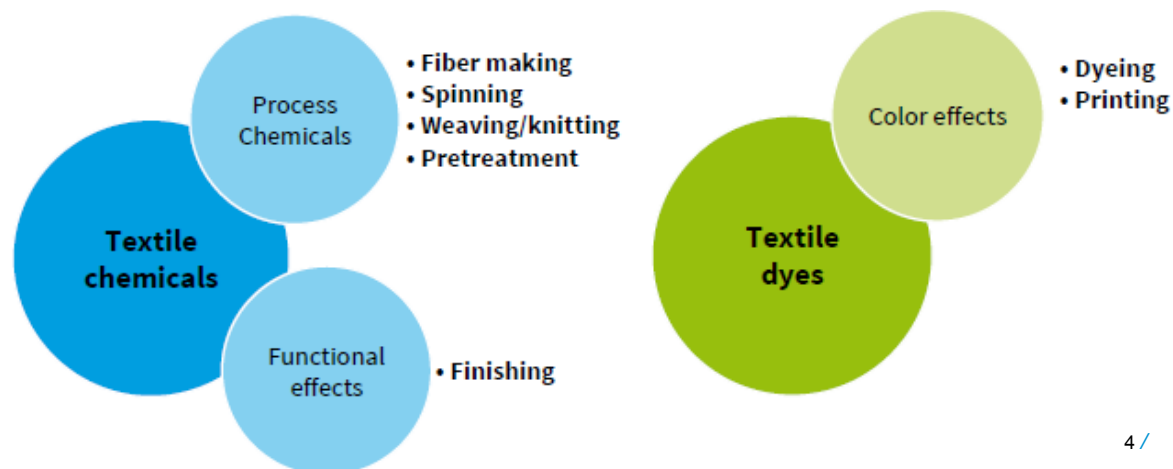 Process
Chemicals
• Fiber making
• Spinning
• Weaving/knitting
• Pretreatment
Textile
chemicals
Functional
effects
• Finishing
Color effects
• Dyeing
• Printing
Textile
dyes
4 /